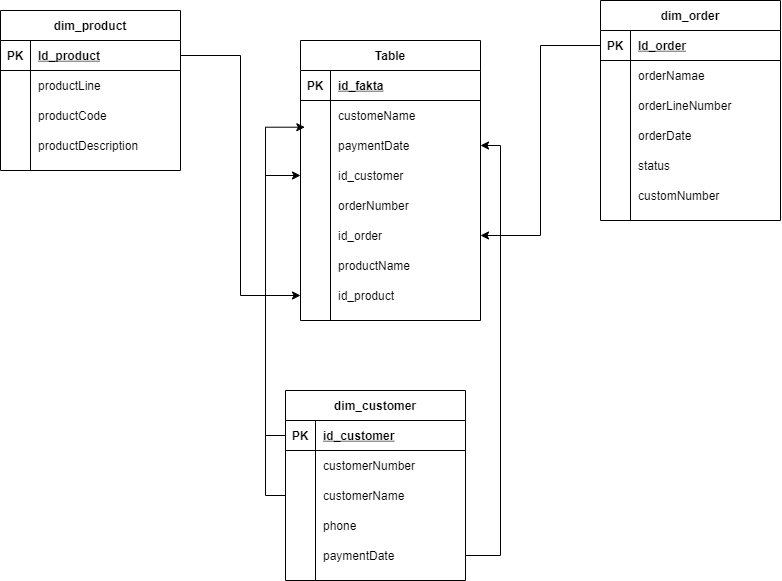 dim_product
PK Id_product
productLine
productCode
productDescription
Table
PK id_fakta
customeName
paymentDate
id_customer
orderNumber
id_order
productName
id_product
dim_order
PK Id_order
orderNamae
orderLineNumber
orderDate
status
customNumber
dim_customer
PK id_customer
customerNumber
customerName
phone
paymentDate